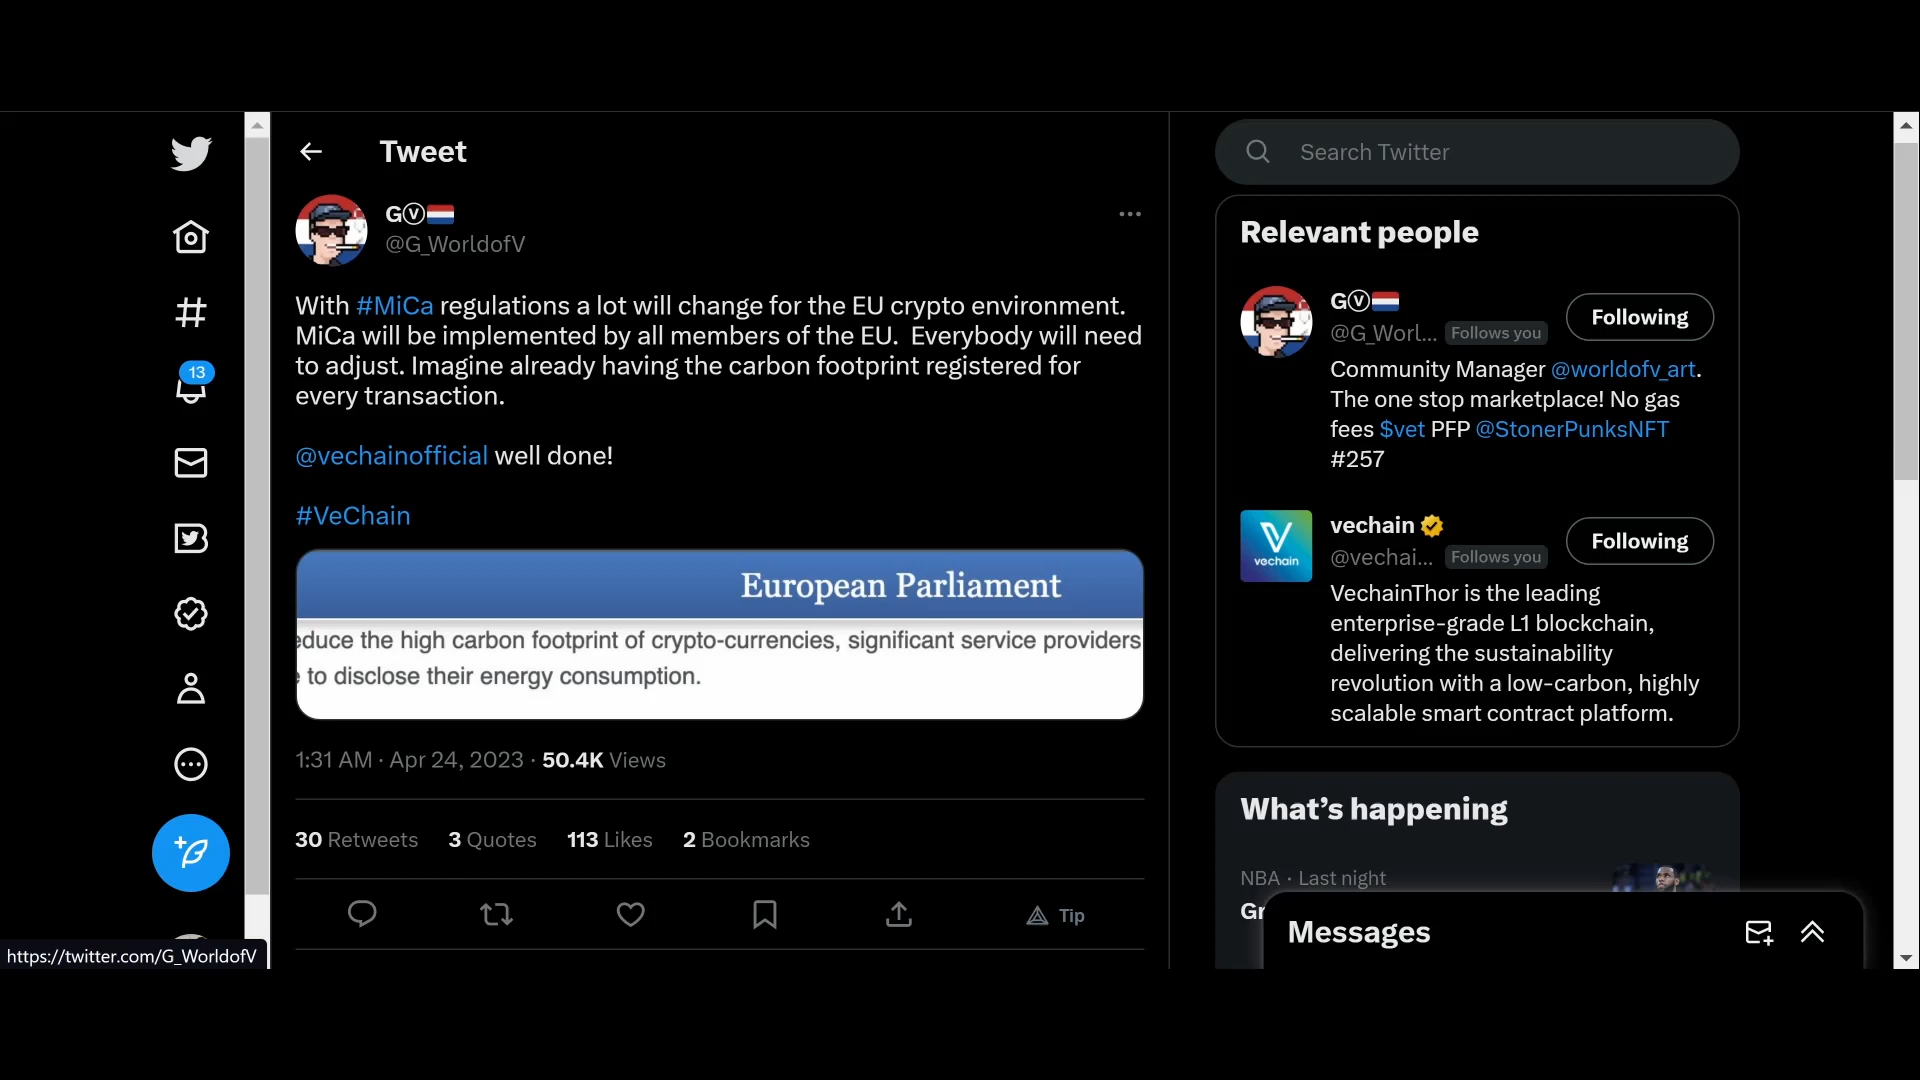 Tweet
GⓋ🇳🇱
@G_WorldofV
With #MiCa regulations a lot will change for the EU crypto environment.
MiCa will be implemented by all members of the EU.  Everybody will need
to adjust. Imagine already having the carbon footprint registered for
every transaction.
@vechainofficial well done!
#VeChain
European Parliament
educe the high carbon footprint of crypto-currencies, significant service providers
to disclose their energy consumption.
1:31 AM · Apr 24, 2023 · 50.4K Views
30 Retweets 3 Quotes 113 Likes 2 Bookmarks
Tip
13
https://twitter.com/G_WorldofV
Search Twitter
Relevant people
GⓋ🇳🇱
Following
@G_Worl... Follows you
Community Manager @worldofv_art.
The one stop marketplace! No gas
fees $vet PFP @StonerPunksNFT
#257
vechain
vechain
Following
@vechai... Follows you
VechainThor is the leading
enterprise-grade L1 blockchain,
delivering the sustainability
revolution with a low-carbon, highly
scalable smart contract platform.
What's happening
NBA · Last night
Gr
Messages